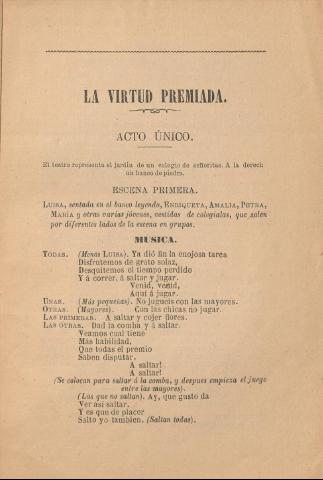 LA VIRTUD PREMIADA.
ACTO ÚNICO.
El teatro representa el jardin de un colegio de señoritas. A la derech
un banco de piedra.
ESCENA PRIMERA.
LUISA, sentada en el banco leyendo, ENRIQUETA, AMALIA, PETRA,
MARÍA y otras varias jóvenes, vestidas de colegialas, que salen
por diferentes lados de la escena en grupos.
MUSICA.
TODAS. (Menos LUISA). Ya dió fin la enojosa tarea
Disfrutemos de grato solaz,
Desquitemos el tiempo perdido
Y á correr, á saltar y jugar.
Venid, venid,
Aquí á jugar.
UNAS. (Más pequeñas). No jugueis con las mayores.
OTRAS. (Mayores). Con las chicas no jugar.
LAS PRIMERAS. A saltar y cojer flores.
LAS OTRAS. Dad la comba y á saltar.
Veamos cual tiene
Más habilidad,
Que todas el premio
Saben disputar.
A saltar!
A saltar!
(Se colocan para saltar á la comba, y despues empieza el juego
entre las mayores).
(Las que no saltan). Ay, que gusto da
Ver así saltar,
Y es que de placer
Salto yo tambien. (Saltan todas).